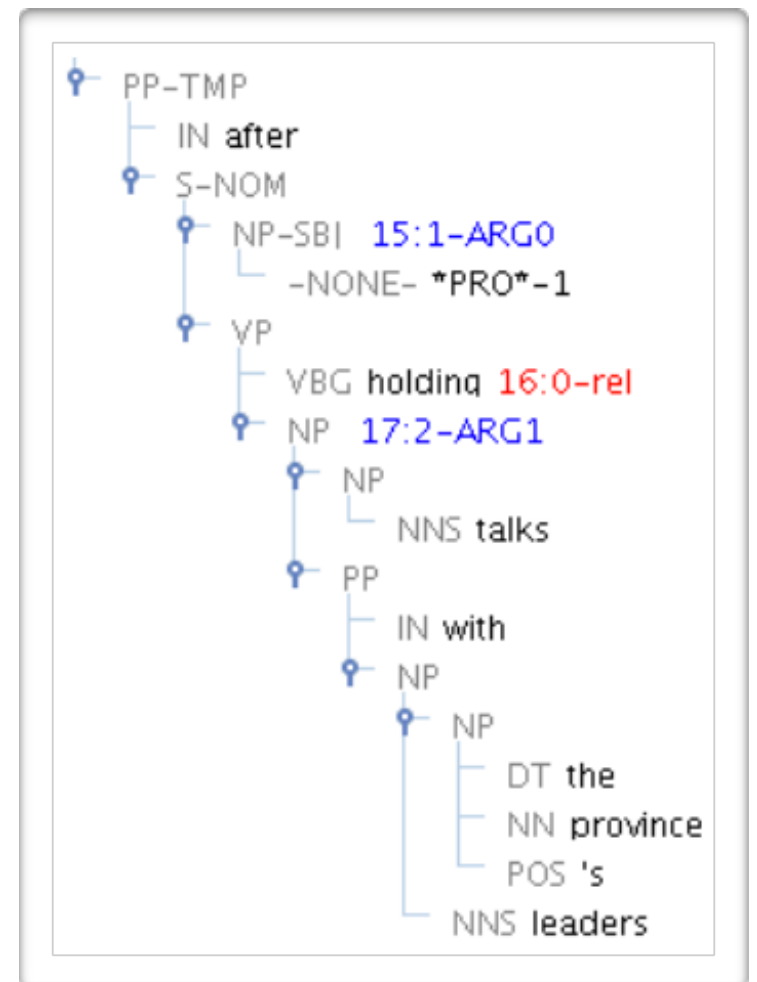 PP-TMP
IN after
S-NOM
NP-SBJ 15:1-ARG0
-NONE- *PRO*-1
VP
VBG holding 16:0-rel
NP 17:2-ARG1
NP
NNS talks
PP
IN with
NP
NP
DT the
NN province
POS 's
NNS leaders